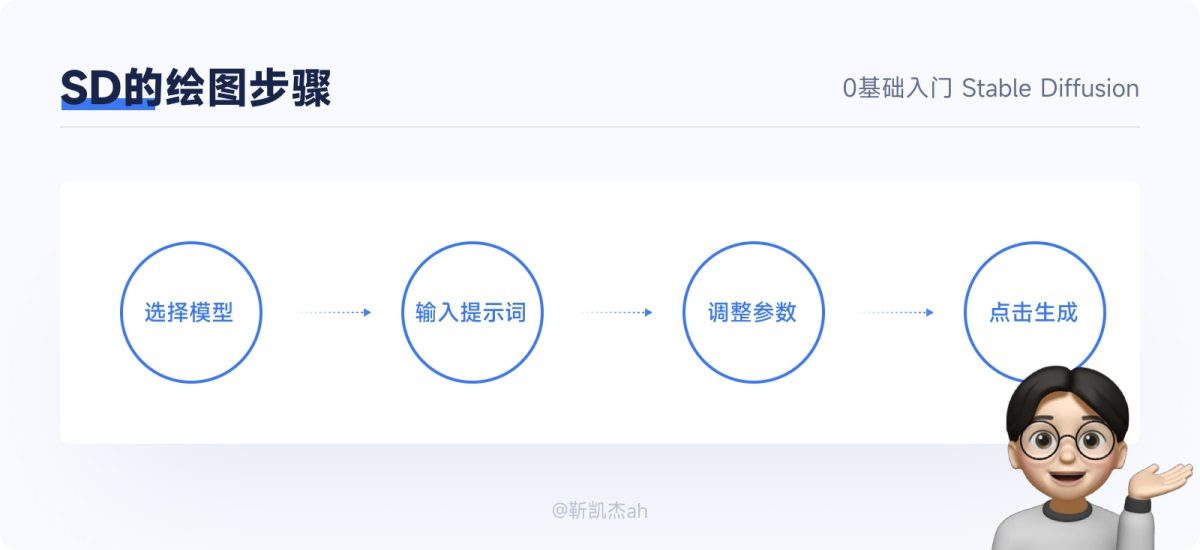 SD的绘图步骤
0基础入门 Stable Diffusion
选择模型
输入提示词
调整参数
点击生成
@靳凯杰ah